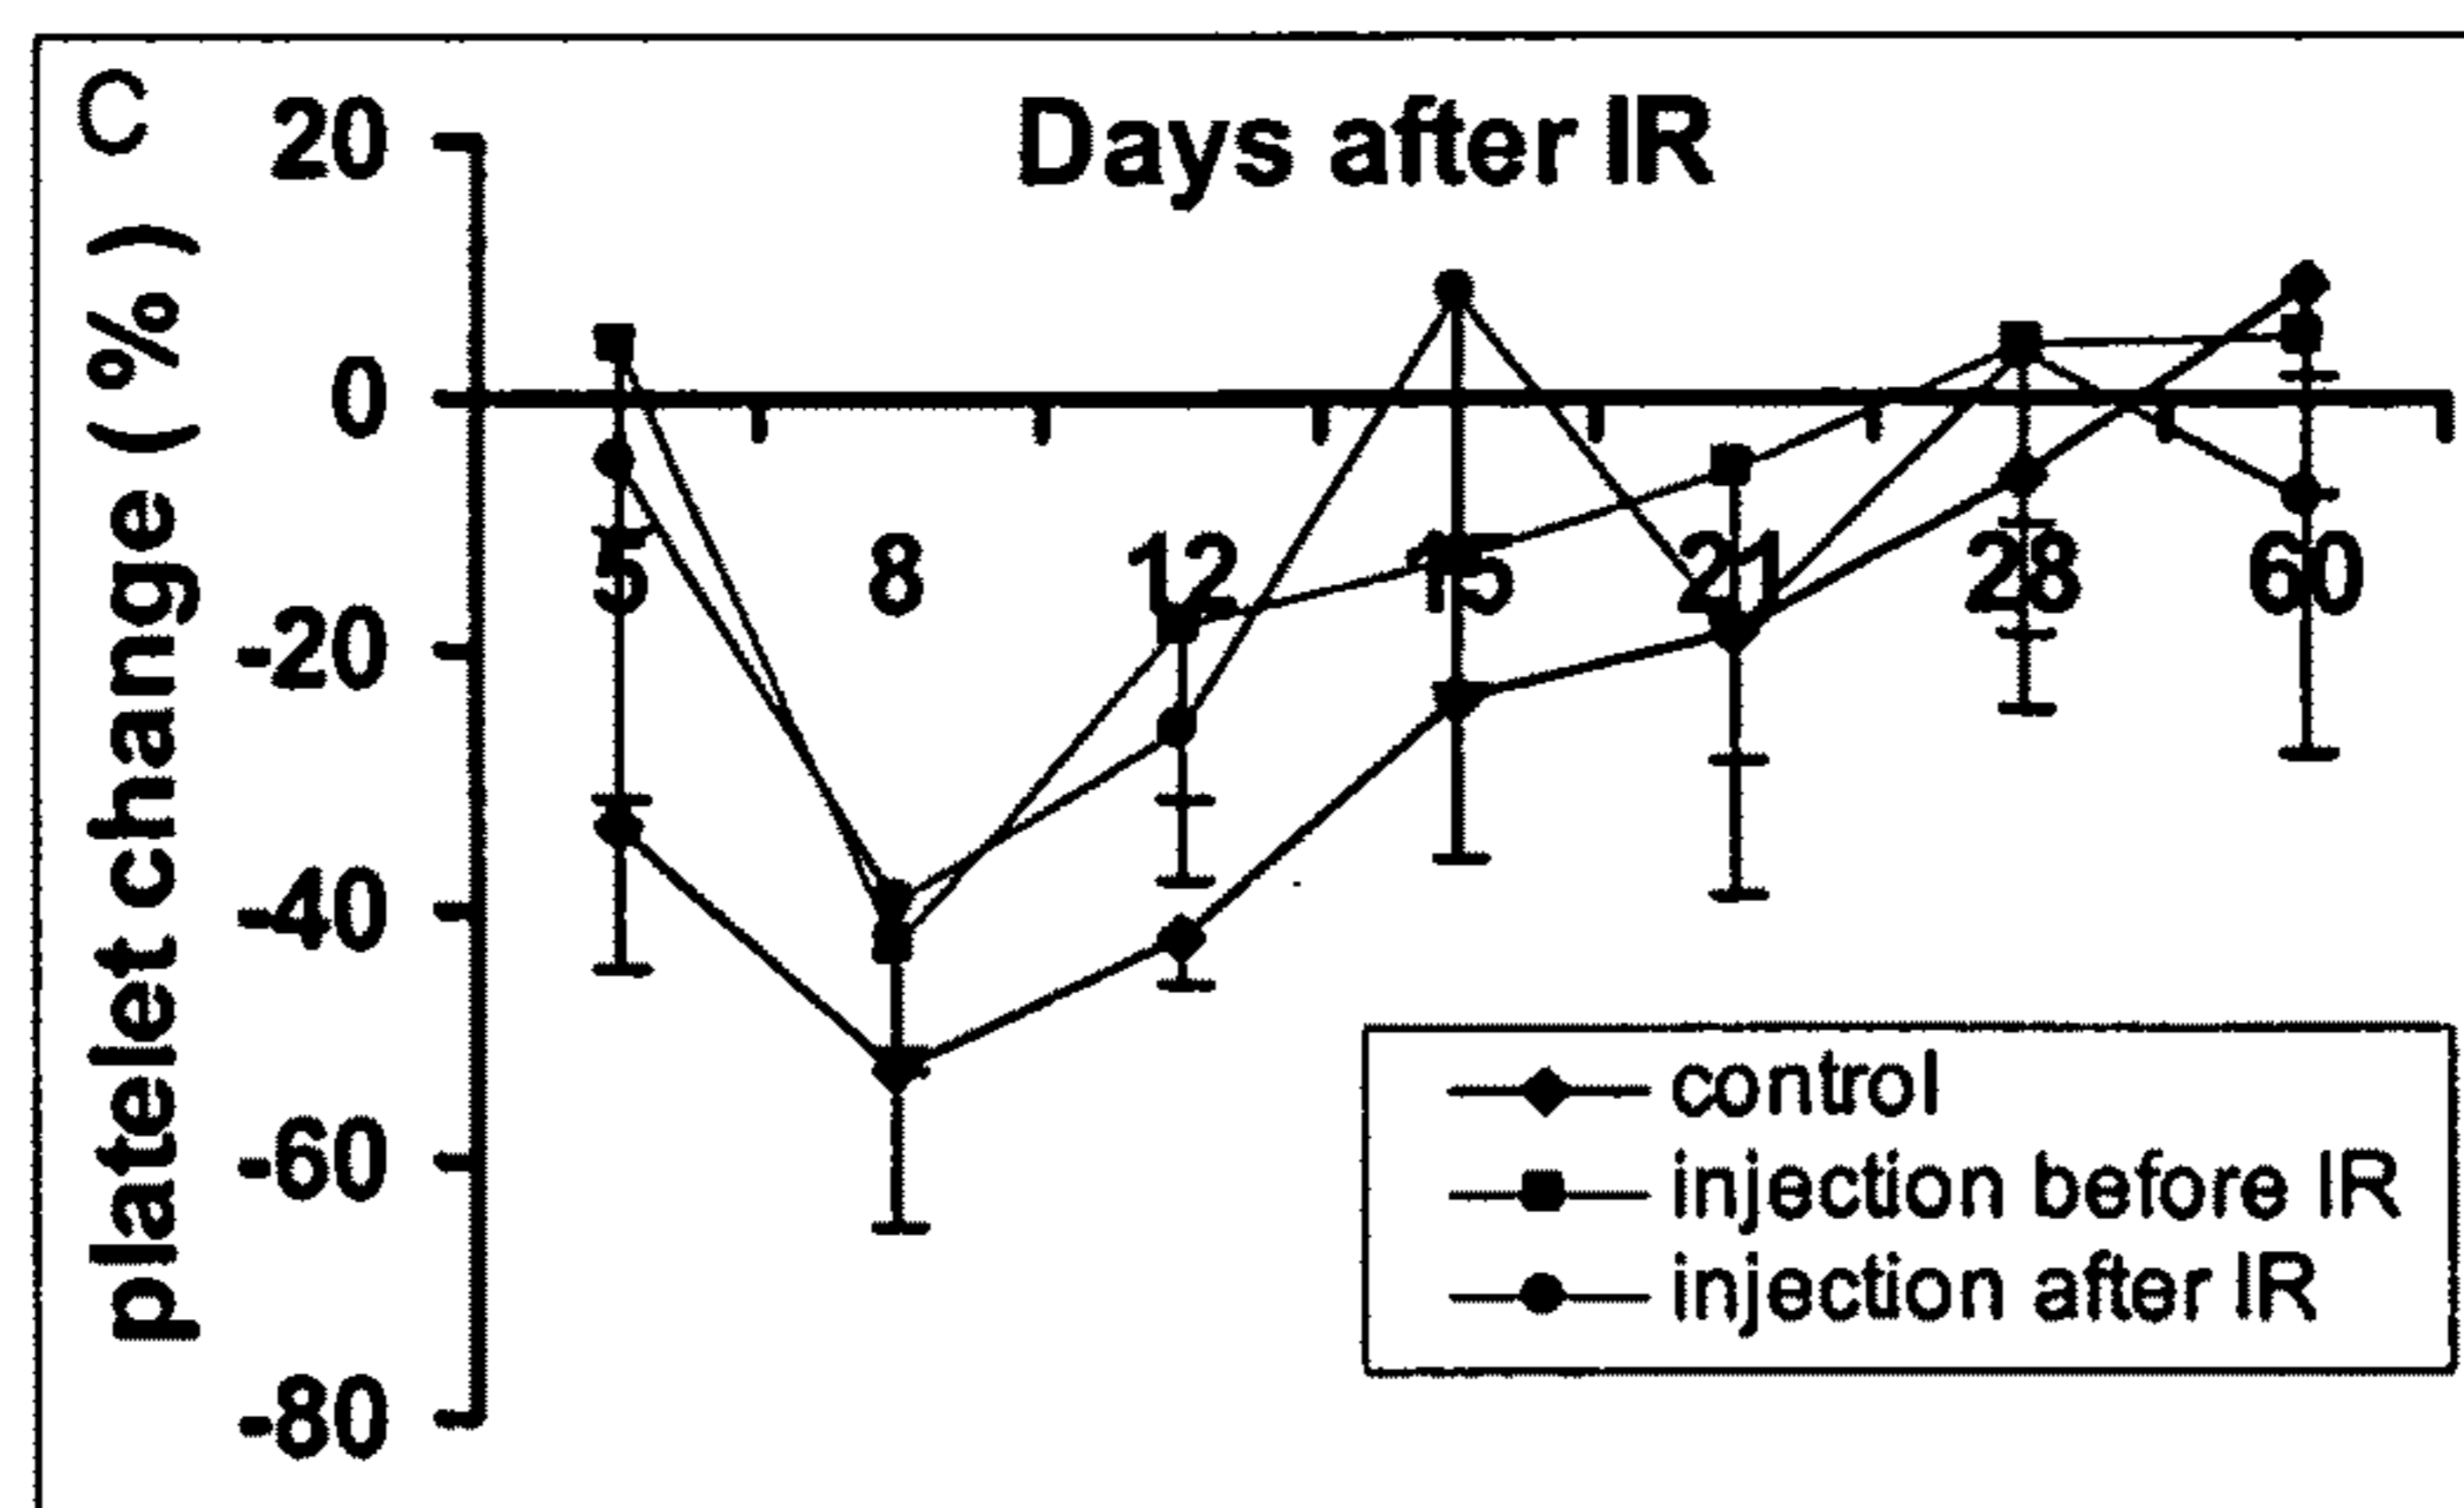 C
Days after IR
platelet change (%)
20
0
-20
-40
-60
-80
5 8 12 15 21 28 60
control
injection before IR
injection after IR